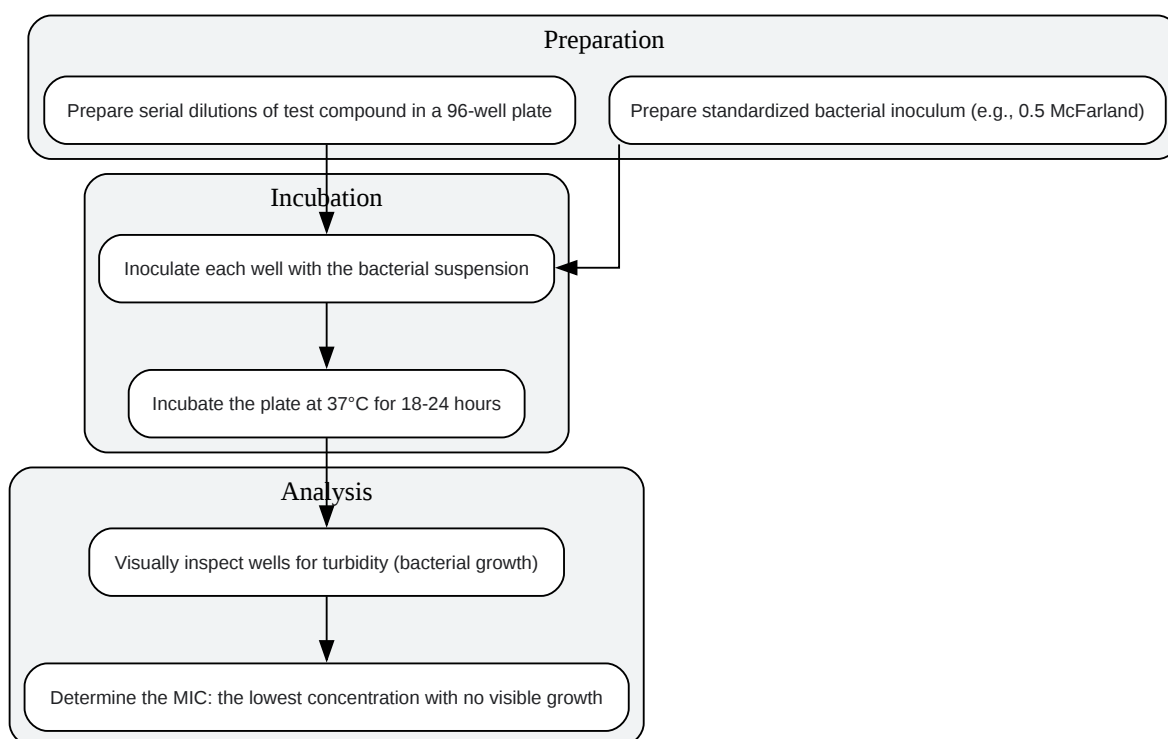 Preparation
Prepare serial dilutions of test compound in a 96-well plate
Prepare standardized bacterial inoculum (e.g., 0.5 McFarland)
Incubation
Inoculate each well with the bacterial suspension
Incubate the plate at 37°C for 18-24 hours
Analysis
Visually inspect wells for turbidity (bacterial growth)
Determine the MIC: the lowest concentration with no visible growth